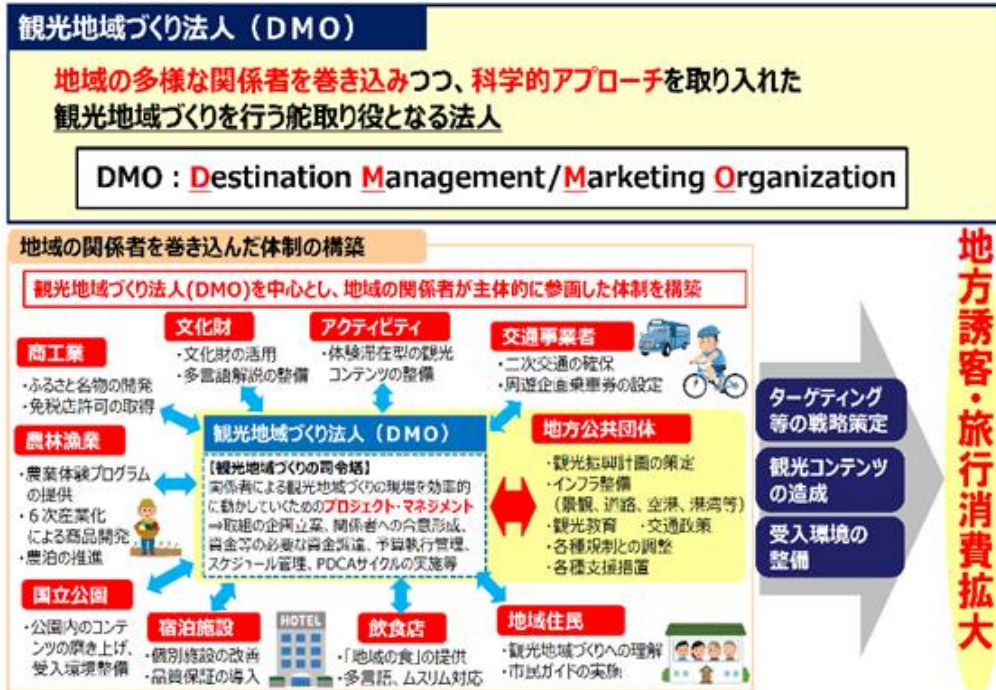 観光地域づくり法人（DMO）
地域の多様な関係者を巻き込みつつ、科学的アプローチを取り入れた
観光地域づくりを行う舵取り役となる法人
DMO : Destination Management/Marketing Organization
地域の関係者を巻き込んだ体制の構築
観光地域づくり法人(DMO)を中心とし、地域の関係者が主体的に参画した体制を構築
商工業
・ふるさと名物の開発
・免税店許可の取得
文化財
・文化財の活用
・多言語解説の整備
アクティビティ
・体験滞在型の観光
コンテンツの整備
交通事業者
・二次交通の確保
・周遊企画乗車券の設定
農林漁業
・農業体験プログラム
の提供
・６次産業化
による商品開発
・農泊の推進
観光地域づくり法人（DMO）
【観光地域づくりの司令塔】
関係者による観光地域づくりの現場を効率的
に動かしていくためのプロジェクト・マネジメント
⇒取組の企画立案、関係者への合意形成、
資金等の必要な資金調達、予算執行管理、
スケジュール管理、PDCAサイクルの実施等
地方公共団体
・観光振興計画の策定
・インフラ整備
（景観、道路、空港、港湾等）
・観光教育　・交通政策
・各種規制との調整
・各種支援措置
国立公園
・公園内のコンテ
ンツの磨き上げ、
受入環境整備
宿泊施設
・個別施設の改善
・品質保証の導入
HOTEL
飲食店
・「地域の食」の提供
・多言語、ムスリム対応
地域住民
・観光地域づくりへの理解
・市民ガイドの実施
ターゲティング
等の戦略策定
観光コンテンツ
の造成
受入環境の
整備
地方誘客・旅行消費拡大